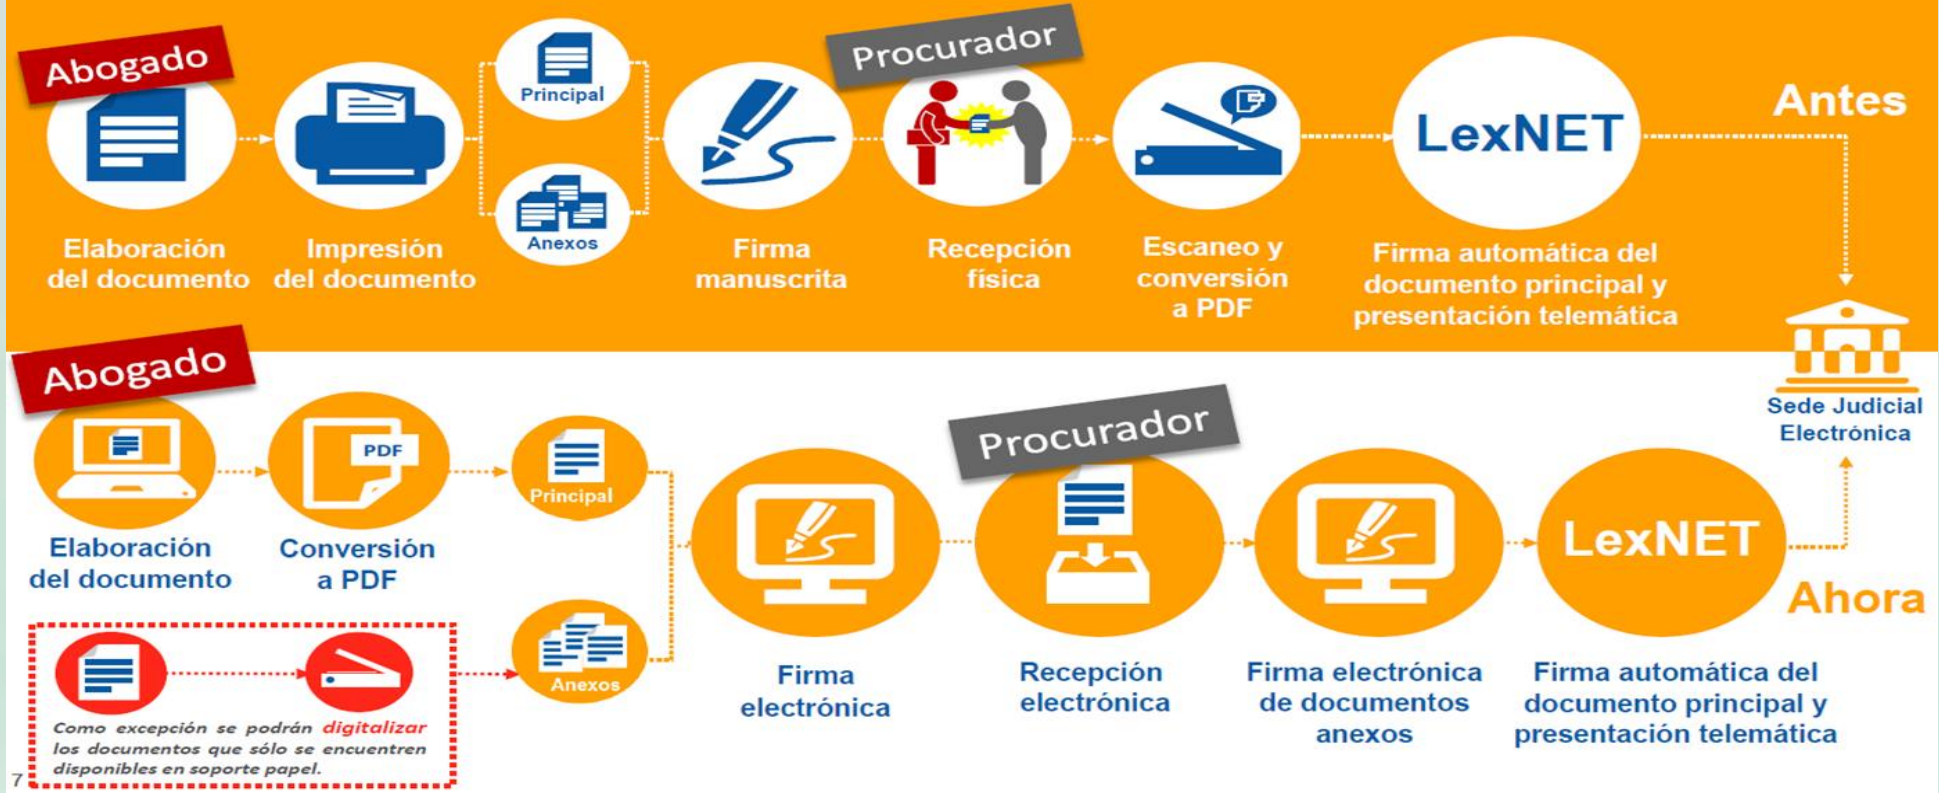 Abogado
Principal
Anexos
Procurador
LexNET
Antes
Elaboración
del documento
Impresión
del documento
Firma
manuscrita
Recepción
física
Escaneo y
conversión
a PDF
Firma automática del
documento principal y
presentación telemática
Sede Judicial
Electrónica
Abogado
PDF
Principal
Anexos
Procurador
LexNET
Ahora
Elaboración
del documento
Conversión
a PDF
Como excepción se podrán digitalizar
los documentos que sólo se encuentren
disponibles en soporte papel.
Firma
electrónica
Recepción
electrónica
Firma electrónica
de documentos
anexos
Firma automática del
documento principal y
presentación telemática
7